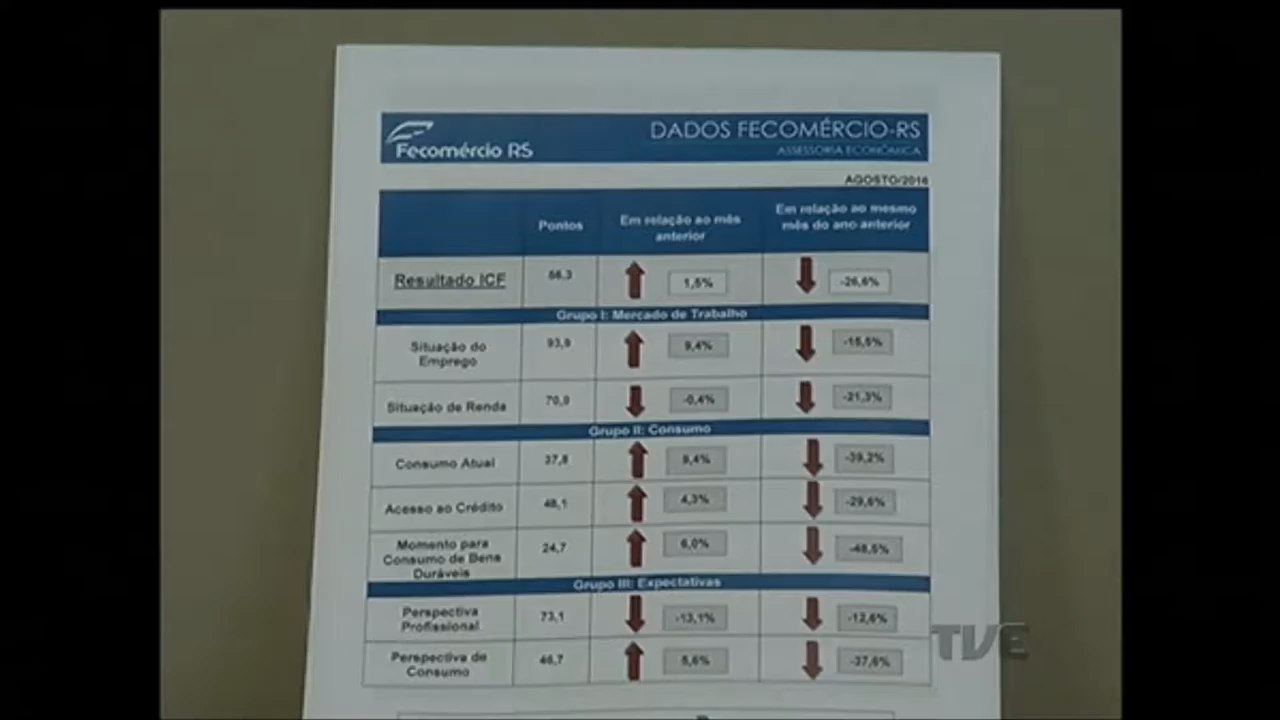 Fecomércio RS
DADOS FECOMÉRCIO-RS
ASSESSORIA ECONÔMICA
AGOSTO/2016
Pontos
Em relação ao mês
anterior
Em relação ao mesmo
mês do ano anterior
Resultado ICF
56,3
1,5%
-26,6%
Grupo I: Mercado de Trabalho
Situação do
Emprego
93,9
9,4%
-15,5%
Situação de Renda
70,9
-0,4%
-21,3%
Grupo II: Consumo
Consumo Atual
37,8
9,4%
-39,2%
Acesso ao Crédito
48,1
4,3%
-29,6%
Momento para
Consumo de Bens
Duráveis
24,7
6,0%
-48,5%
Grupo III: Expectativas
Perspectiva
Profissional
73,1
-13,1%
-12,6%
Perspectiva de
Consumo
46,7
5,6%
-37,6%
TVE